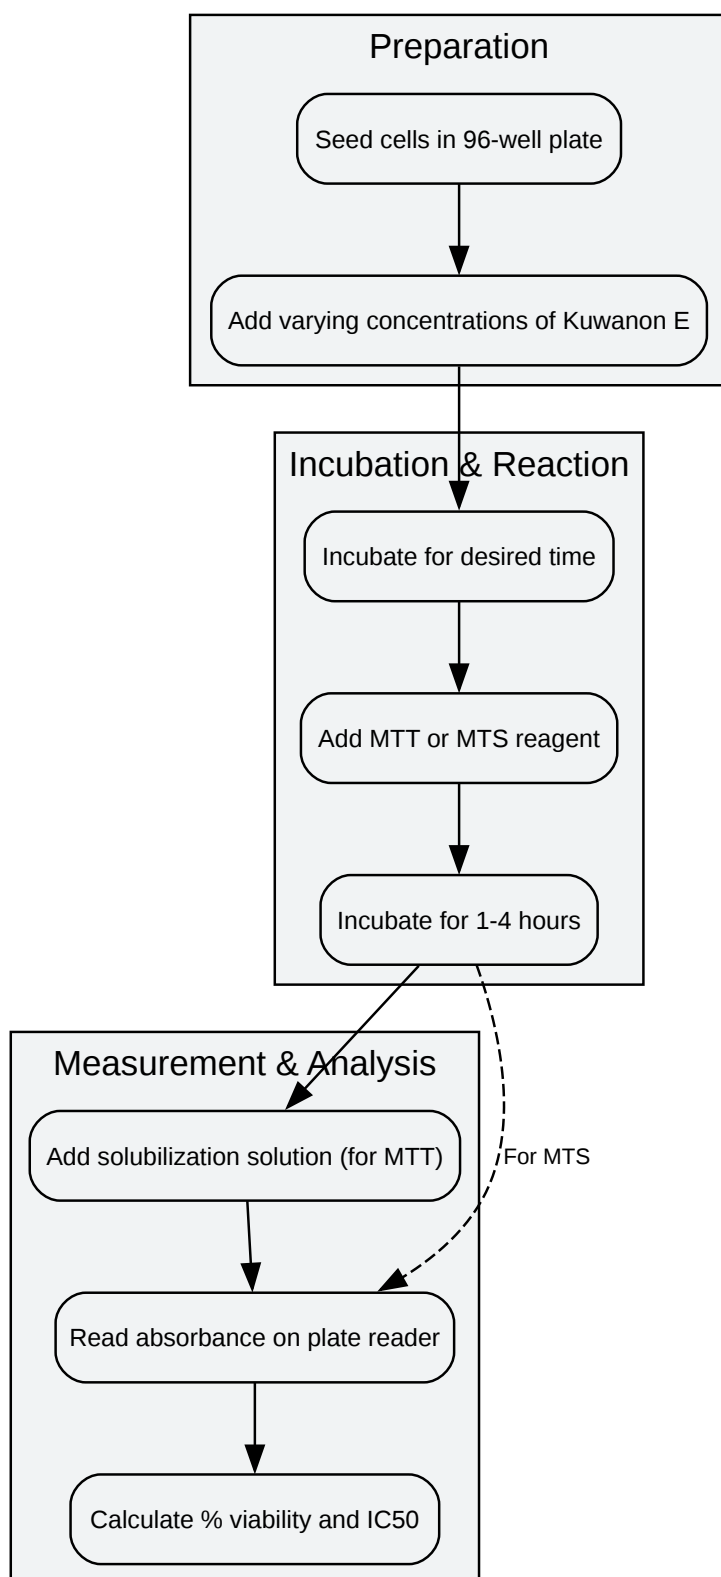 Preparation
Seed cells in 96-well plate
Add varying concentrations of Kuwanon E
Incubation & Reaction
Incubate for desired time
Add MTT or MTS reagent
Incubate for 1-4 hours
Measurement & Analysis
Add solubilization solution (for MTT)
For MTS
Read absorbance on plate reader
Calculate % viability and IC50